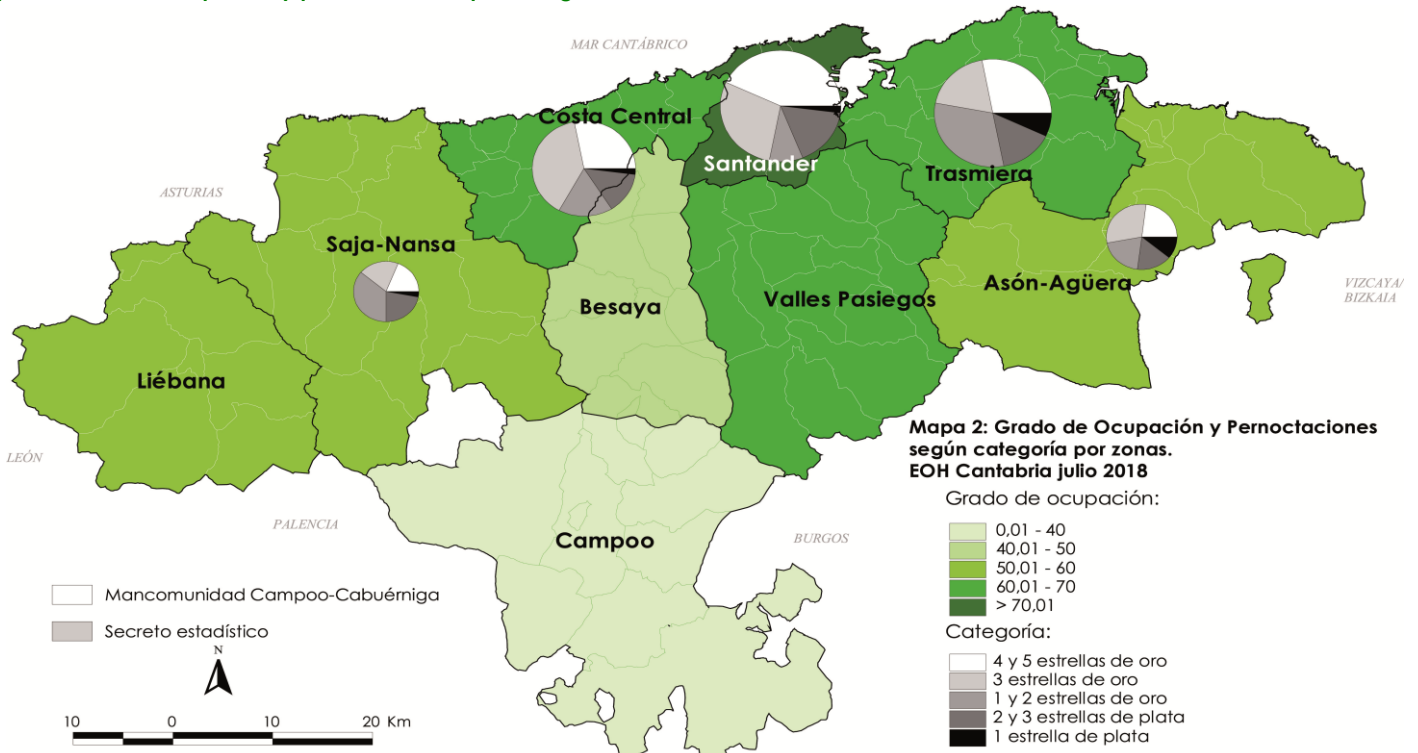 MAR CANTÁBRICO
Costa Central
Santander
Trasmiera
ASTURIAS
Saja-Nansa
Besaya
Valles Pasiegos
Asón-Agüera
VIZCAYA/
BIZKAIA
Liébana
LEÓN
Mapa 2: Grado de Ocupación y Pernoctaciones
según categoría por zonas.
EOH Cantabria julio 2018
Grado de ocupación:
0,01 - 40
40,01 - 50
50,01 - 60
60,01 - 70
> 70,01
PALENCIA
Campoo
BURGOS
Mancomunidad Campoo-Cabuérniga
Secreto estadístico
Categoría:
4 y 5 estrellas de oro
3 estrellas de oro
1 y 2 estrellas de oro
2 y 3 estrellas de plata
1 estrella de plata
N
10 0 10 20 Km